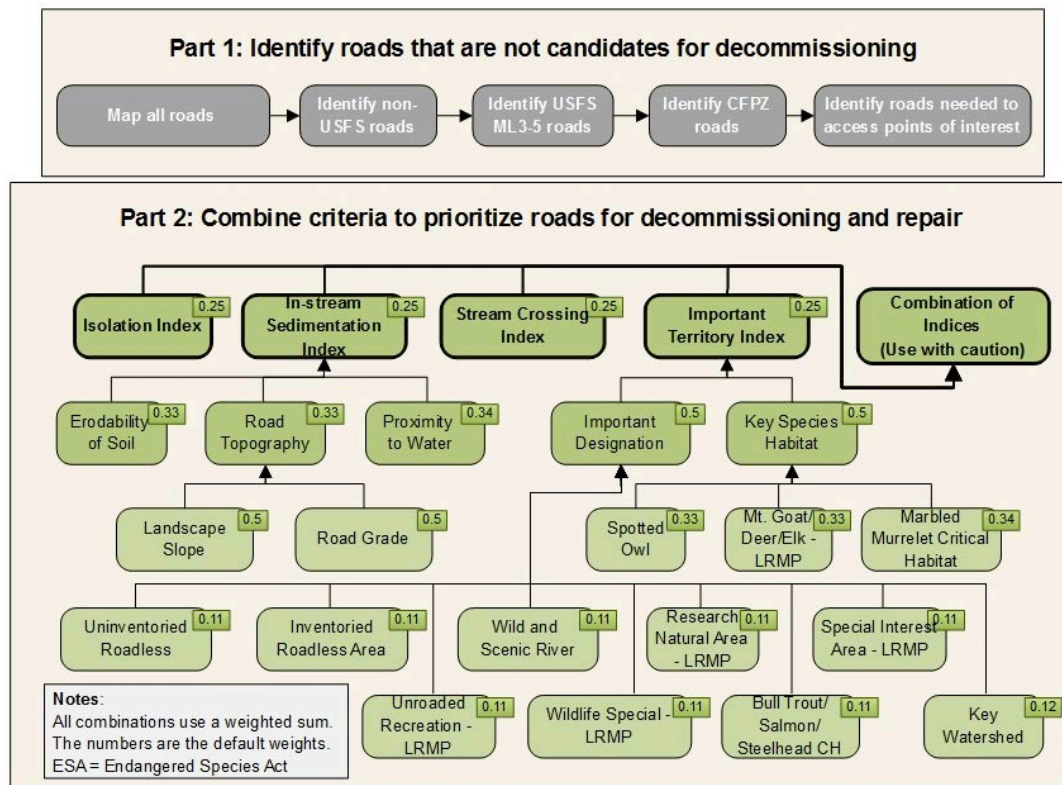 Part 1: Identify roads that are not candidates for decommissioning
Map all roads
Identify non-
USFS roads
Identify USFS
ML3-5 roads
Identify CFPZ
roads
Identify roads needed to
access points of interest
Part 2: Combine criteria to prioritize roads for decommissioning and repair
0.25
Isolation Index
0.25
In-stream
Sedimentation
Index
0.25
Stream Crossing
Index
0.25
Important
Territory Index
Combination of
Indices
(Use with caution)
0.33
Erodability
of Soil
0.33
Road
Topography
0.34
Proximity
to Water
0.5
Important
Designation
0.5
Key Species
Habitat
0.5
Landscape
Slope
0.5
Road Grade
0.33
Spotted
Owl
0.33
Mt. Goat/
Deer/Elk -
LRMP
0.34
Marbled
Murrelet Critical
Habitat
0.11
Uninventoried
Roadless
0.11
Inventoried
Roadless Area
0.11
Wild and
Scenic River
0.11
Research
Natural Area
- LRMP
0.11
Special Interest
Area - LRMP
0.11
Unroaded
Recreation -
LRMP
0.11
Wildlife Special -
LRMP
0.11
Bull Trout/
Salmon/
Steelhead CH
0.12
Key
Watershed
Notes:
All combinations use a weighted sum.
The numbers are the default weights.
ESA = Endangered Species Act